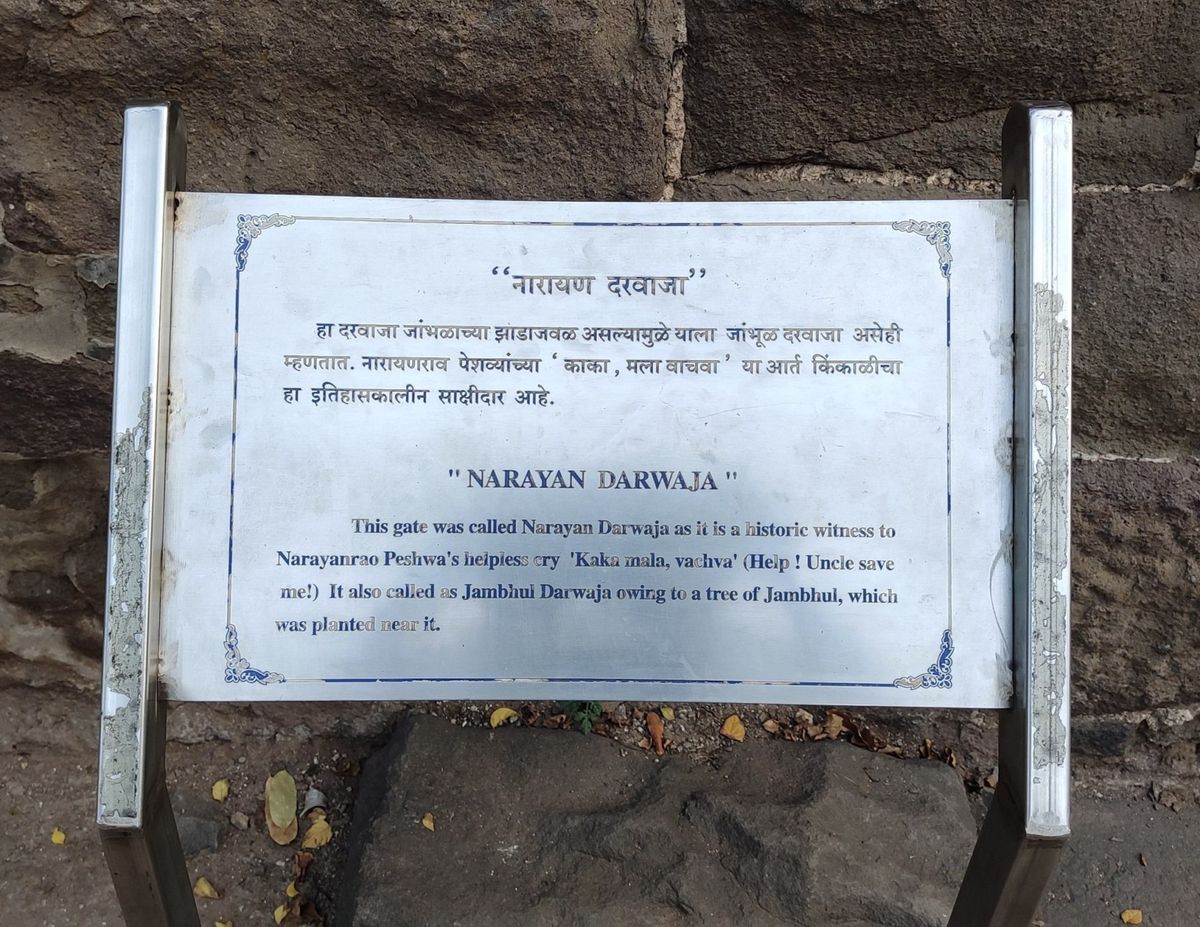 “नारायण दरवाजा”
हा दरवाजा जांभळाच्या झाडाजवळ असल्यामुळे याला जांभूळ दरवाजा असेही
म्हणतात. नारायणराव पेशव्यांच्या ‘ काका , मला वाचवा ’ या आर्त किंकाळीचा
हा इतिहासकालीन साक्षीदार आहे.
" NARAYAN DARWAJA "
This gate was called Narayan Darwaja as it is a historic witness to
Narayanrao Peshwa's helpless cry 'Kaka mala, vachva' (Help ! Uncle save
me!) It also called as Jambhul Darwaja owing to a tree of Jambhul, which
was planted near it.